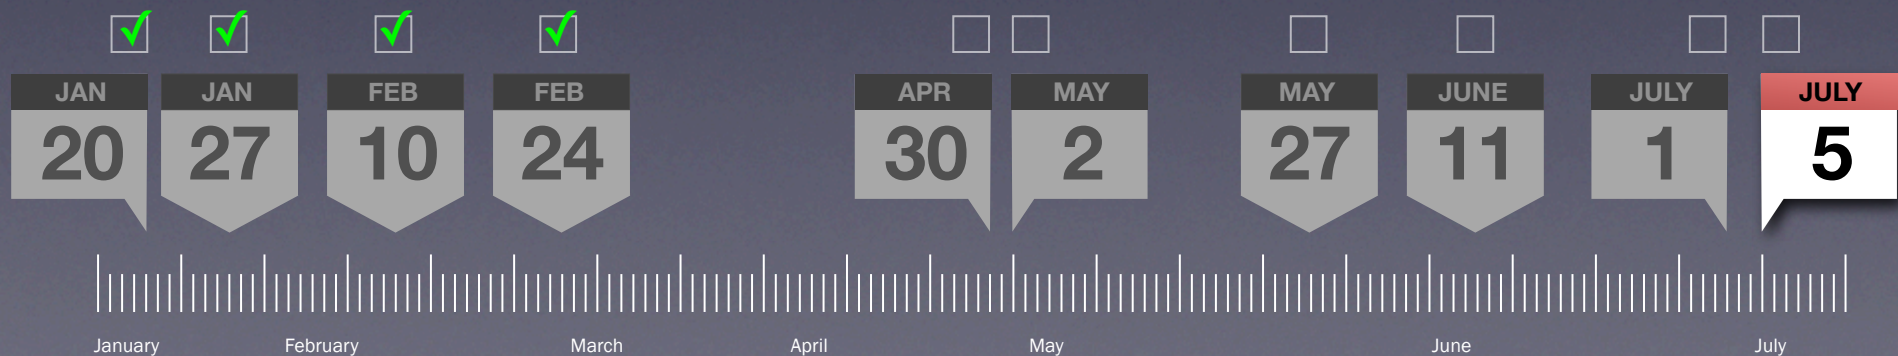 JAN
20
JAN
27
FEB
10
FEB
24
APR
30
MAY
2
MAY
27
JUNE
11
JULY
1
JULY
5
January February March April May June July